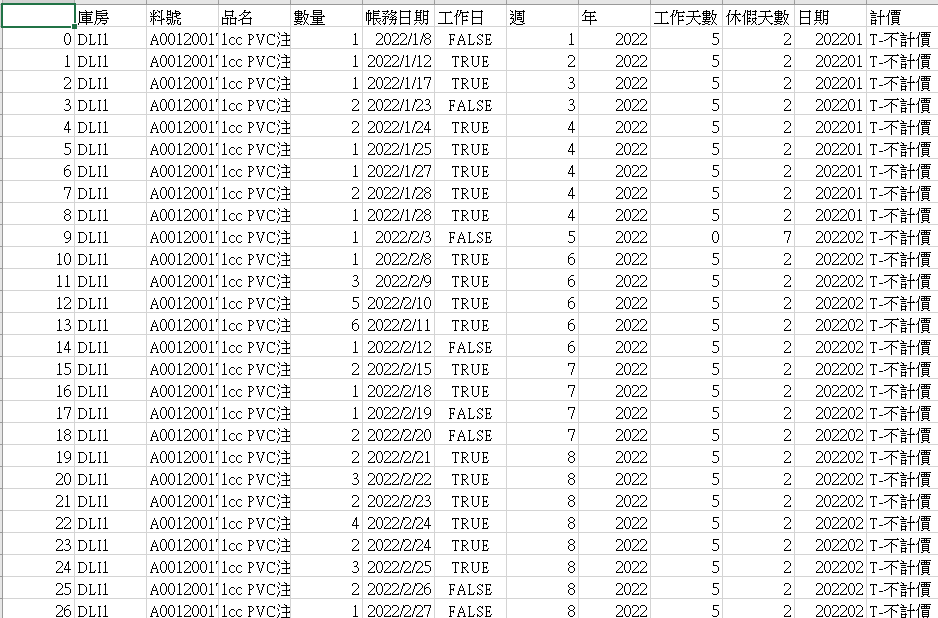 庫房 料號 品名 數量 帳務日期 工作日 週 年 工作天數 休假天數 日期 計價
0 DLI1 A0012001 1cc PVC注 1 2022/1/8 FALSE 1 2022 5 2 202201 T-不計價
1 DLI1 A0012001 1cc PVC注 1 2022/1/12 TRUE 2 2022 5 2 202201 T-不計價
2 DLI1 A0012001 1cc PVC注 1 2022/1/17 TRUE 3 2022 5 2 202201 T-不計價
3 DLI1 A0012001 1cc PVC注 2 2022/1/23 FALSE 3 2022 5 2 202201 T-不計價
4 DLI1 A0012001 1cc PVC注 2 2022/1/24 TRUE 4 2022 5 2 202201 T-不計價
5 DLI1 A0012001 1cc PVC注 1 2022/1/25 TRUE 4 2022 5 2 202201 T-不計價
6 DLI1 A0012001 1cc PVC注 1 2022/1/27 TRUE 4 2022 5 2 202201 T-不計價
7 DLI1 A0012001 1cc PVC注 2 2022/1/28 TRUE 4 2022 5 2 202201 T-不計價
8 DLI1 A0012001 1cc PVC注 1 2022/1/28 TRUE 4 2022 5 2 202201 T-不計價
9 DLI1 A0012001 1cc PVC注 1 2022/2/3 FALSE 5 2022 0 7 202202 T-不計價
10 DLI1 A0012001 1cc PVC注 1 2022/2/8 TRUE 6 2022 5 2 202202 T-不計價
11 DLI1 A0012001 1cc PVC注 3 2022/2/9 TRUE 6 2022 5 2 202202 T-不計價
12 DLI1 A0012001 1cc PVC注 5 2022/2/10 TRUE 6 2022 5 2 202202 T-不計價
13 DLI1 A0012001 1cc PVC注 6 2022/2/11 TRUE 6 2022 5 2 202202 T-不計價
14 DLI1 A0012001 1cc PVC注 1 2022/2/12 FALSE 6 2022 5 2 202202 T-不計價
15 DLI1 A0012001 1cc PVC注 2 2022/2/15 TRUE 7 2022 5 2 202202 T-不計價
16 DLI1 A0012001 1cc PVC注 1 2022/2/18 TRUE 7 2022 5 2 202202 T-不計價
17 DLI1 A0012001 1cc PVC注 1 2022/2/19 FALSE 7 2022 5 2 202202 T-不計價
18 DLI1 A0012001 1cc PVC注 2 2022/2/20 FALSE 7 2022 5 2 202202 T-不計價
19 DLI1 A0012001 1cc PVC注 2 2022/2/21 TRUE 8 2022 5 2 202202 T-不計價
20 DLI1 A0012001 1cc PVC注 3 2022/2/22 TRUE 8 2022 5 2 202202 T-不計價
21 DLI1 A0012001 1cc PVC注 2 2022/2/23 TRUE 8 2022 5 2 202202 T-不計價
22 DLI1 A0012001 1cc PVC注 4 2022/2/24 TRUE 8 2022 5 2 202202 T-不計價
23 DLI1 A0012001 1cc PVC注 2 2022/2/24 TRUE 8 2022 5 2 202202 T-不計價
24 DLI1 A0012001 1cc PVC注 3 2022/2/25 TRUE 8 2022 5 2 202202 T-不計價
25 DLI1 A0012001 1cc PVC注 2 2022/2/26 FALSE 8 2022 5 2 202202 T-不計價
26 DLI1 A0012001 1cc PVC注 1 2022/2/27 FALSE 8 2022 5 2 202202 T-不計價